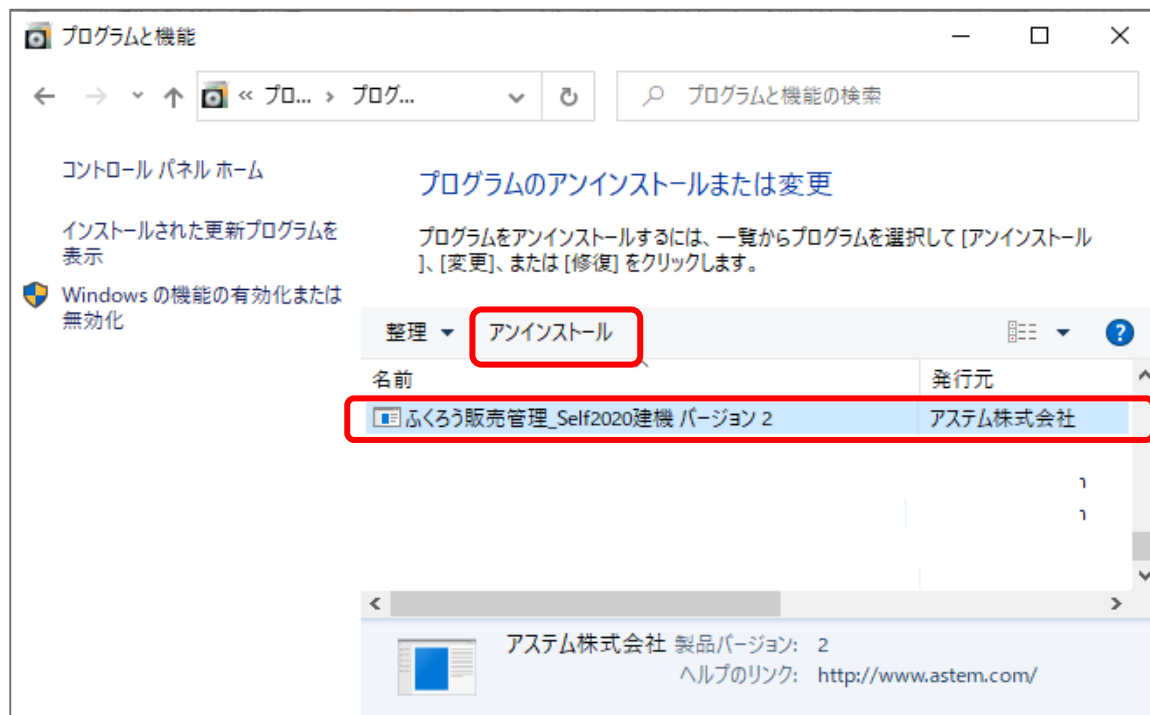 プログラムと機能
« プロ... › プログ...
プログラムと機能の検索
コントロール パネル ホーム
インストールされた更新プログラムを
表示
Windows の機能の有効化または
無効化
プログラムのアンインストールまたは変更
プログラムをアンインストールするには、一覧からプログラムを選択して [アンインストール
]、[変更]、または [修復] をクリックします。
整理 アンインストール
名前 発行元
ふくろう販売管理_Self2020建機 バージョン 2 アステム株式会社
アステム株式会社 製品バージョン: 2
ヘルプのリンク: http://www.astem.com/